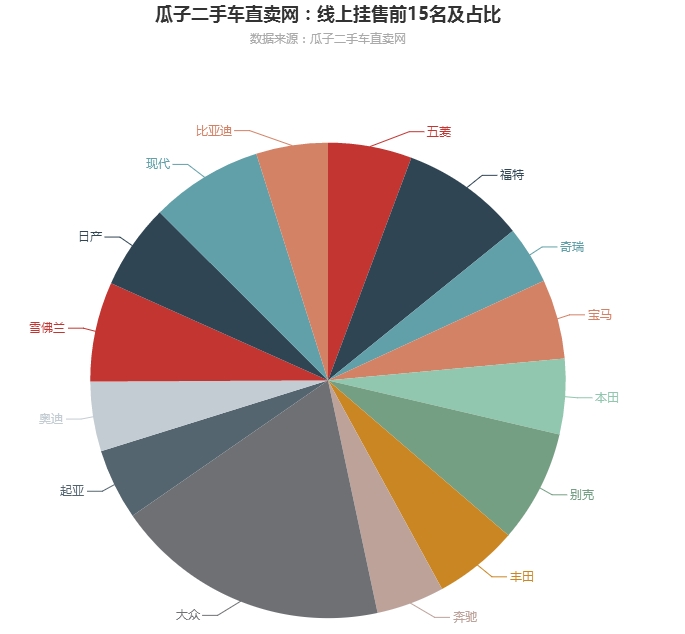 瓜子二手车直卖网：线上挂售前15名及占比
数据来源：瓜子二手车直卖网
比亚迪
五菱
现代
福特
日产
奇瑞
雪佛兰
宝马
奥迪
本田
起亚
别克
丰田
大众
奔驰